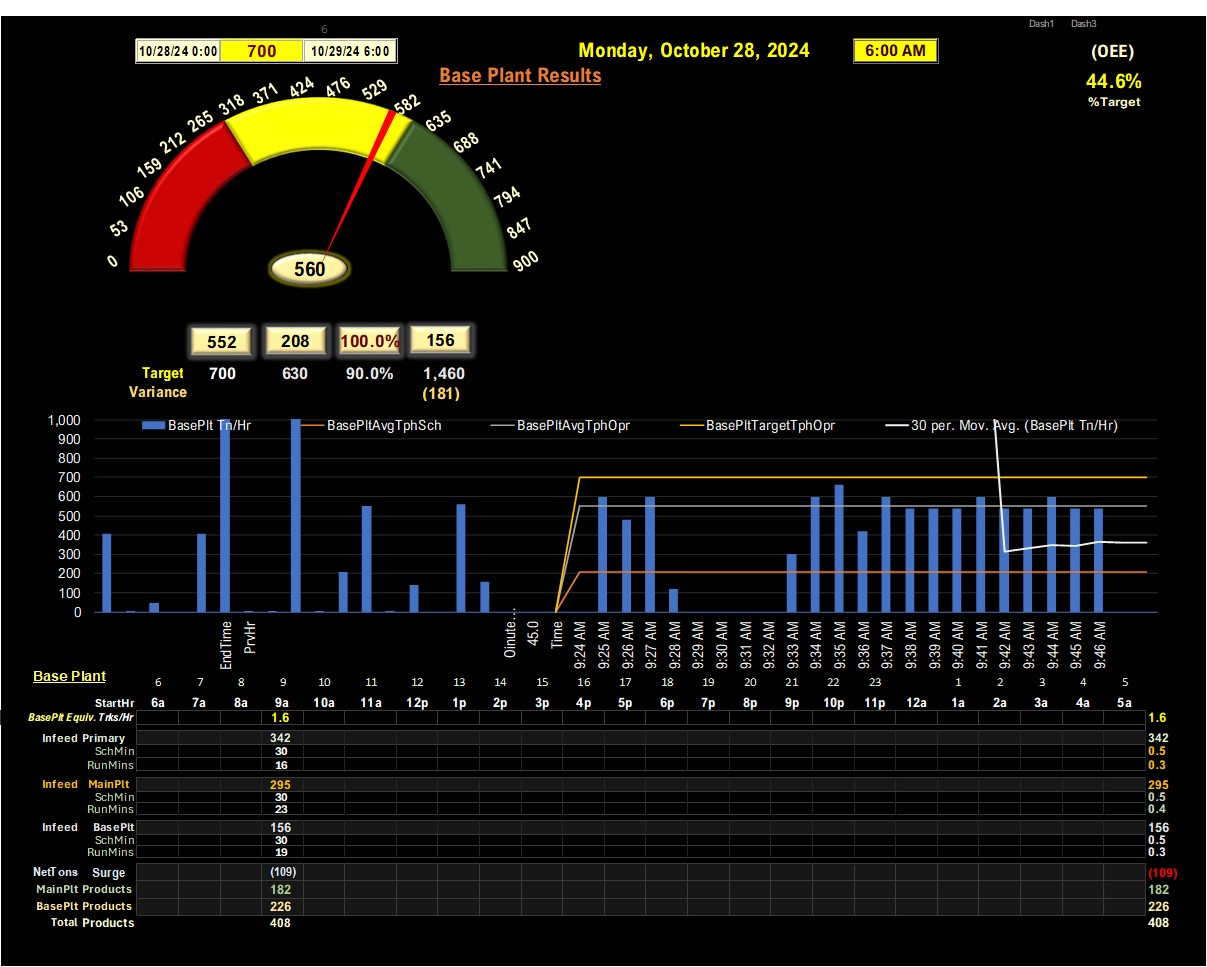 Dash1 Dash3
6
10/28/24 0:00 700 10/29/24 6:00 Monday, October 28, 2024 6:00 AM (OEE)
Base Plant Results 44.6%
%Target
0 53 106 159 212 265 318 371 424 476 529 582 635 688 741 794 847 900
560
552 208 100.0% 156
Target 700 630 90.0% 1,460
Variance (181)
BasePlt Tn/Hr BasePltAvgTphSch BasePltAvgTphOpr BasePltTargetTphOpr 30 per. Mov. Avg. (BasePlt Tn/Hr)
1,000
900
800
700
600
500
400
300
200
100
0
EndTime PrvHr Oinute... 45.0 Time 9:24 AM 9:25 AM 9:26 AM 9:27 AM 9:28 AM 9:29 AM 9:30 AM 9:31 AM 9:32 AM 9:33 AM 9:34 AM 9:35 AM 9:36 AM 9:37 AM 9:38 AM 9:39 AM 9:40 AM 9:41 AM 9:42 AM 9:43 AM 9:44 AM 9:45 AM 9:46 AM
Base Plant 6 7 8 9 10 11 12 13 14 15 16 17 18 19 20 21 22 23 1 2 3 4 5
StartHr 6a 7a 8a 9a 10a 11a 12p 1p 2p 3p 4p 5p 6p 7p 8p 9p 10p 11p 12a 1a 2a 3a 4a 5a
BasePlt Equiv. Trks/Hr 1.6 1.6
Infeed Primary 342 342
SchMin 30 0.5
RunMins 16 0.3
Infeed MainPlt 295 295
SchMin 30 0.5
RunMins 23 0.4
Infeed BasePlt 156 156
SchMin 30 0.5
RunMins 19 0.3
NetTons Surge (109) (109)
MainPlt Products 182 182
BasePlt Products 226 226
Total Products 408 408